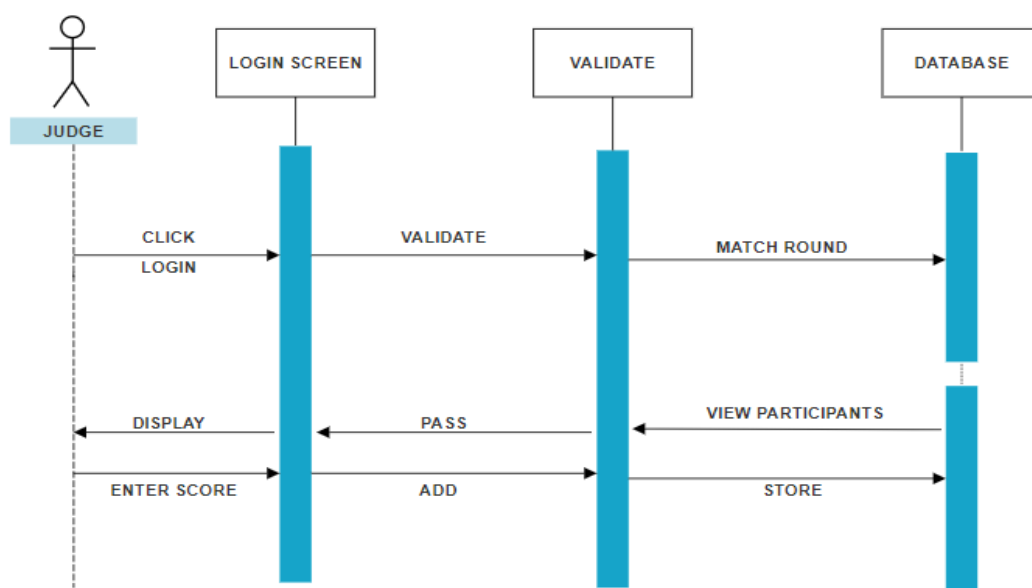 LOGIN SCREEN
VALIDATE
DATABASE
JUDGE
CLICK
LOGIN
VALIDATE
MATCH ROUND
DISPLAY
PASS
VIEW PARTICIPANTS
ENTER SCORE
ADD
STORE